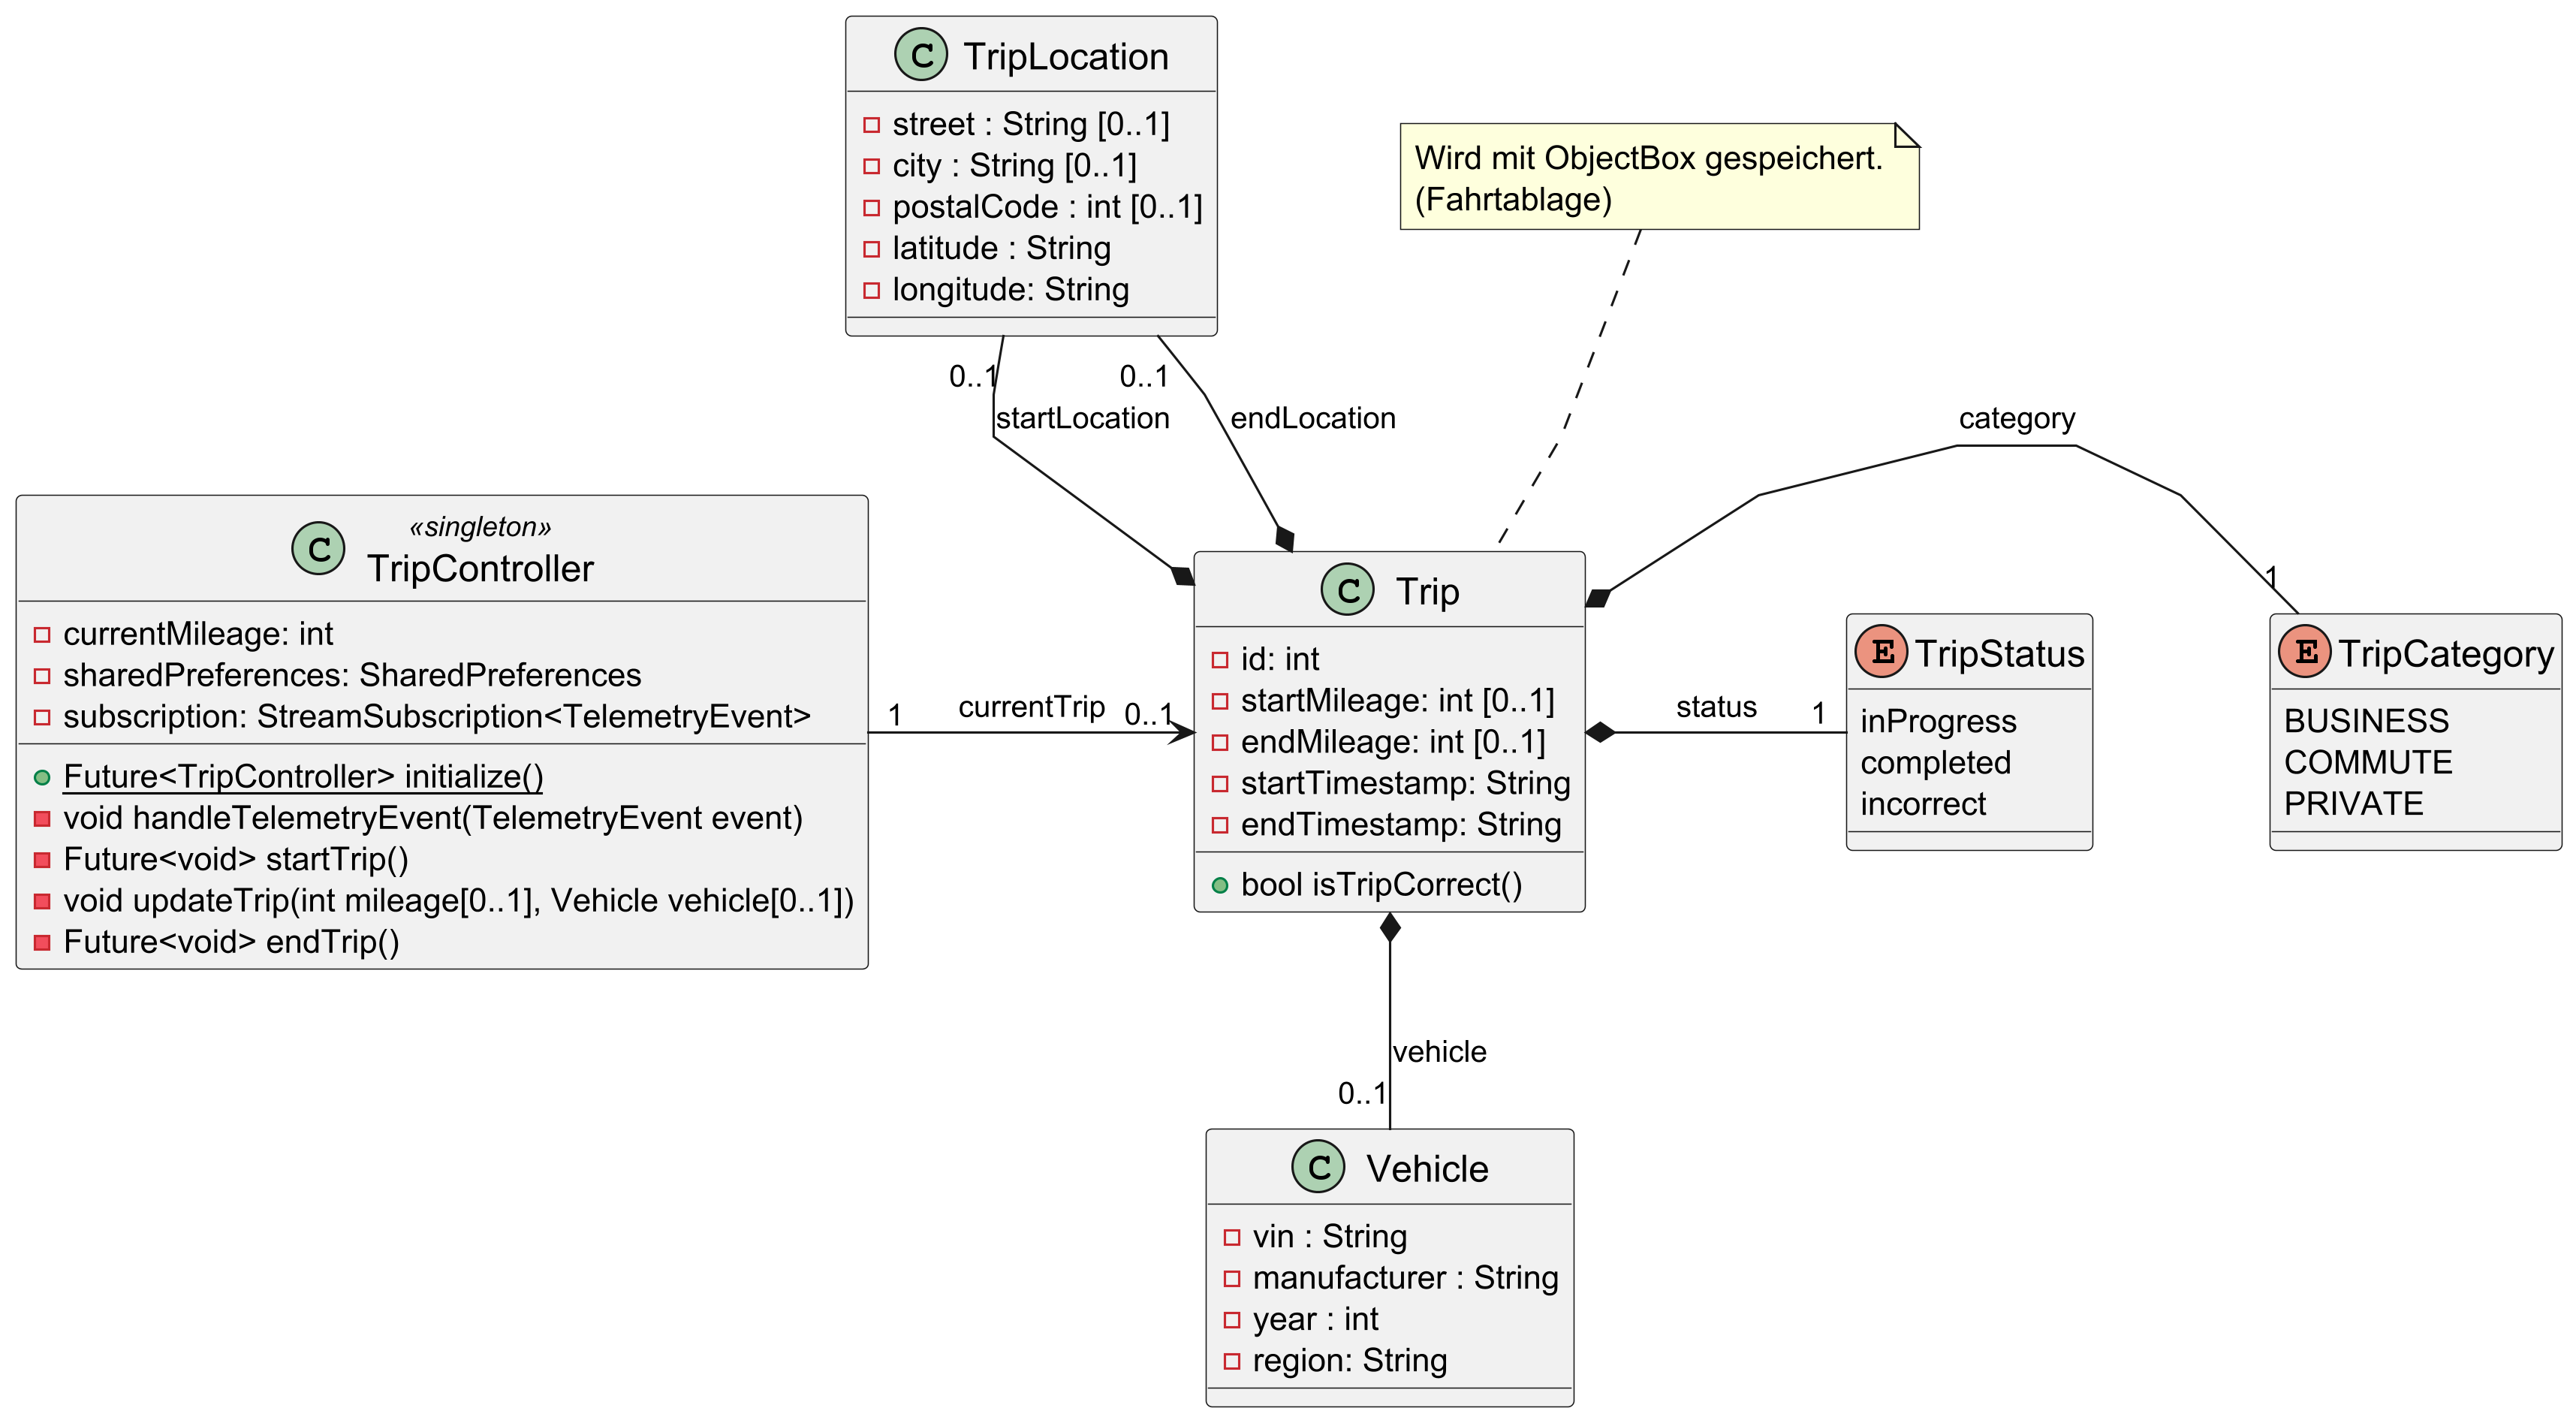 C TripLocation
street : String [0..1]
city : String [0..1]
postalCode : int [0..1]
latitude : String
longitude: String
Wird mit ObjectBox gespeichert.
(Fahrtablage)
0..1
0..1
startLocation
endLocation
category
1
«singleton»
C TripController
currentMileage: int
sharedPreferences: SharedPreferences
subscription: StreamSubscription<TelemetryEvent>
Future<TripController> initialize()
void handleTelemetryEvent(TelemetryEvent event)
Future<void> startTrip()
void updateTrip(int mileage[0..1], Vehicle vehicle[0..1])
Future<void> endTrip()
1
currentTrip
0..1
C Trip
id: int
startMileage: int [0..1]
endMileage: int [0..1]
startTimestamp: String
endTimestamp: String
bool isTripCorrect()
status
1
E TripStatus
inProgress
completed
incorrect
E TripCategory
BUSINESS
COMMUTE
PRIVATE
vehicle
0..1
C Vehicle
vin : String
manufacturer : String
year : int
region: String